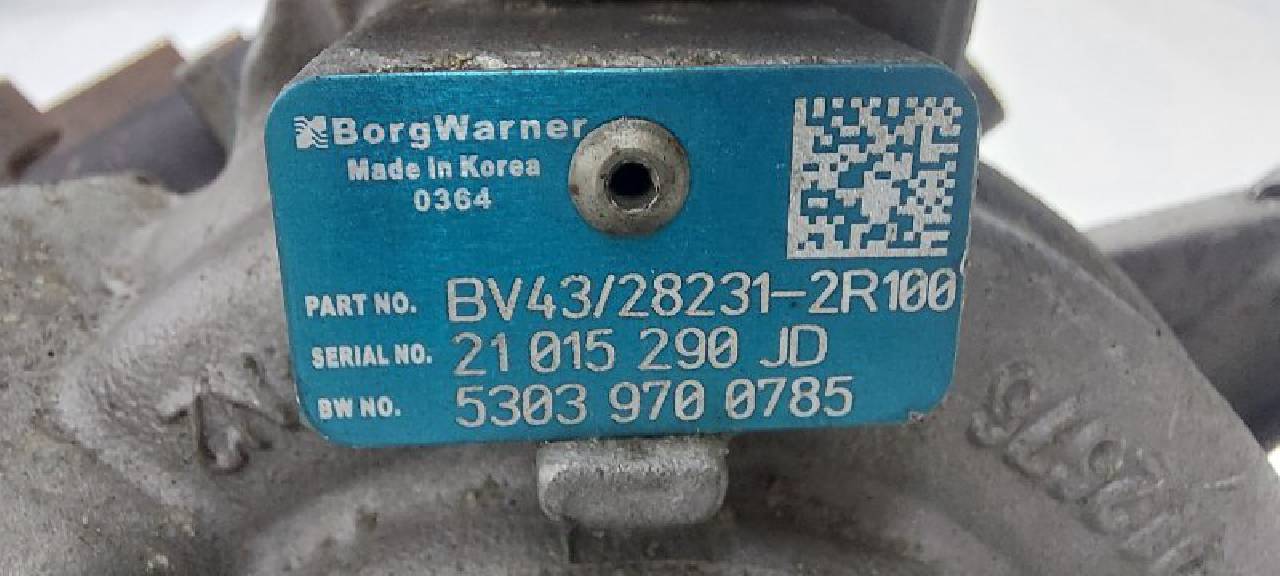 BorgWarner
Made in Korea
0364
PART NO. BV43/28231-2R100
SERIAL NO. 21 015 290 JD
BW NO. 5303 970 0785